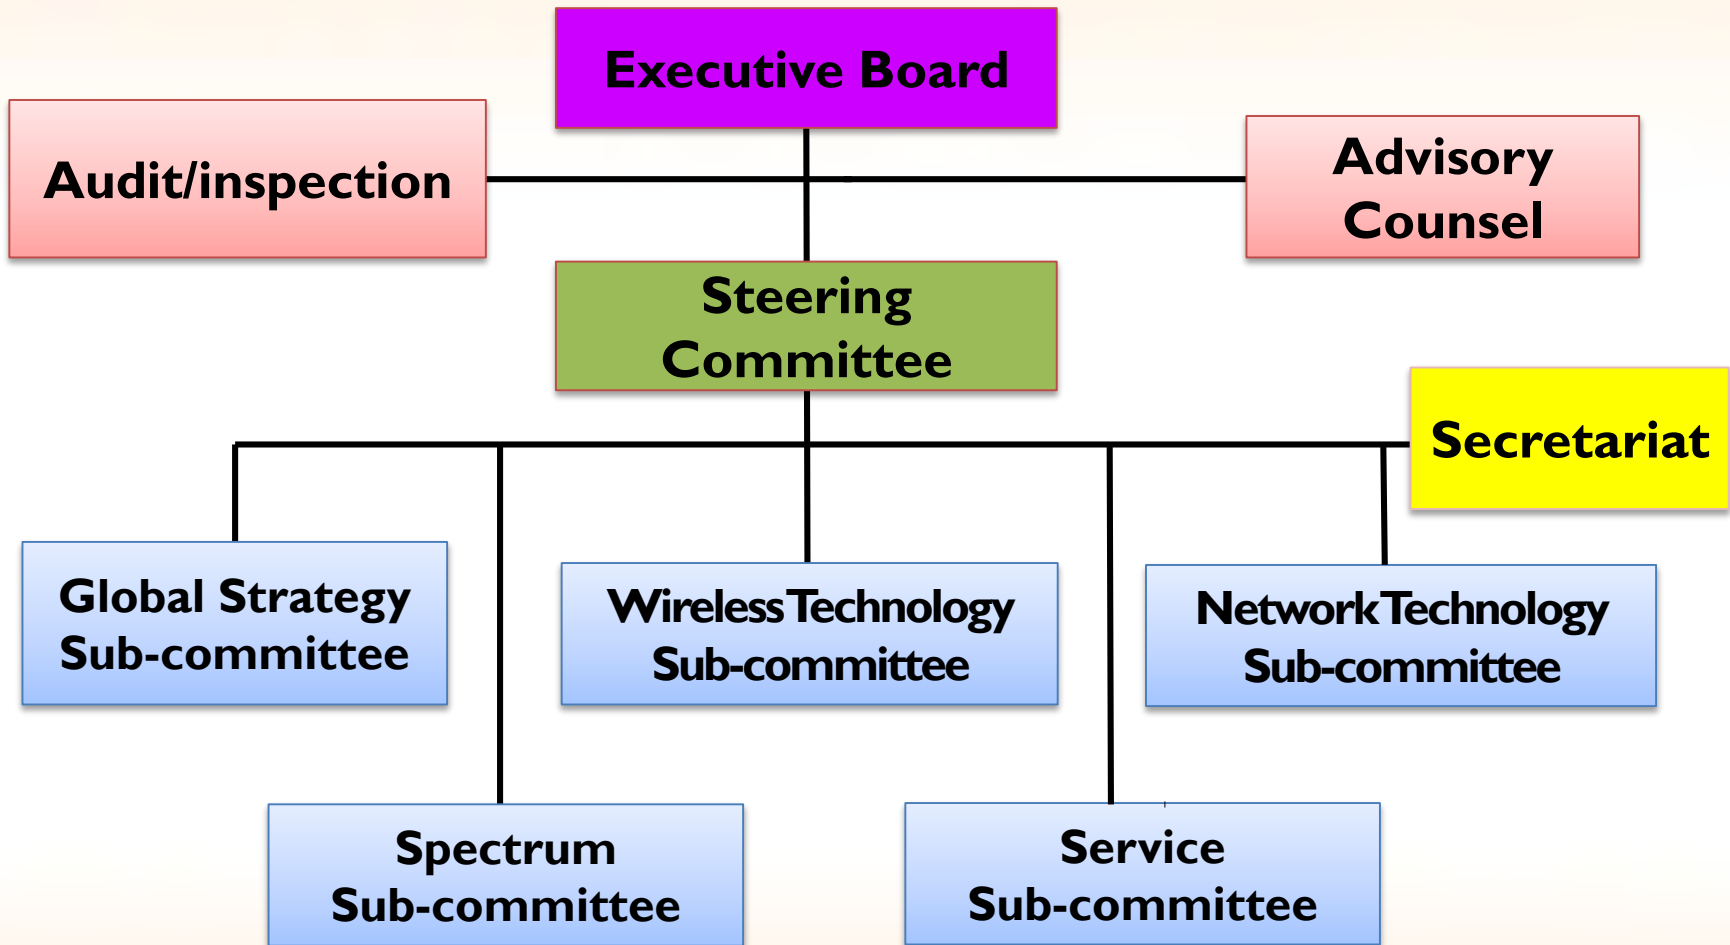 Executive Board
Audit/inspection
Advisory
Counsel
Steering
Committee
Secretariat
Global Strategy
Sub-committee
Wireless Technology
Sub-committee
Network Technology
Sub-committee
Spectrum
Sub-committee
Service
Sub-committee